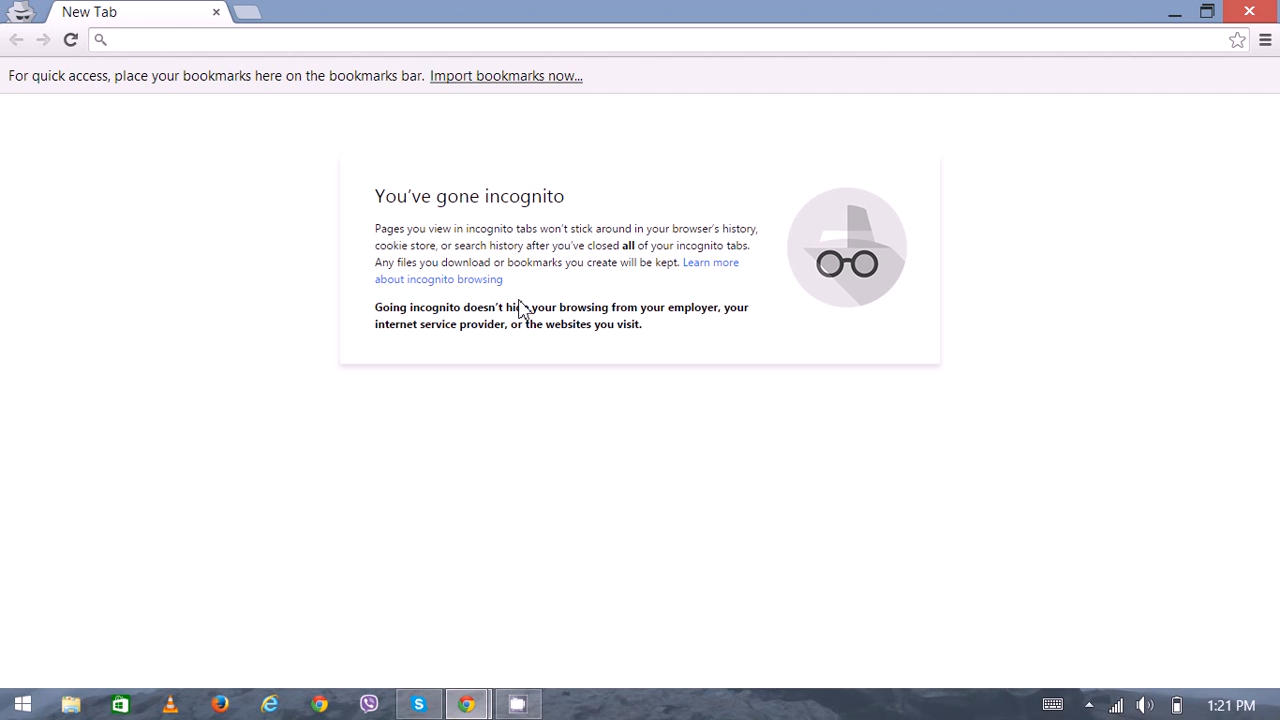 New Tab
For quick access, place your bookmarks here on the bookmarks bar. Import bookmarks now...
You've gone incognito
Pages you view in incognito tabs won't stick around in your browser's history,
cookie store, or search history after you've closed all of your incognito tabs.
Any files you download or bookmarks you create will be kept. Learn more
about incognito browsing
Going incognito doesn't hide your browsing from your employer, your
internet service provider, or the websites you visit.
1:21 PM